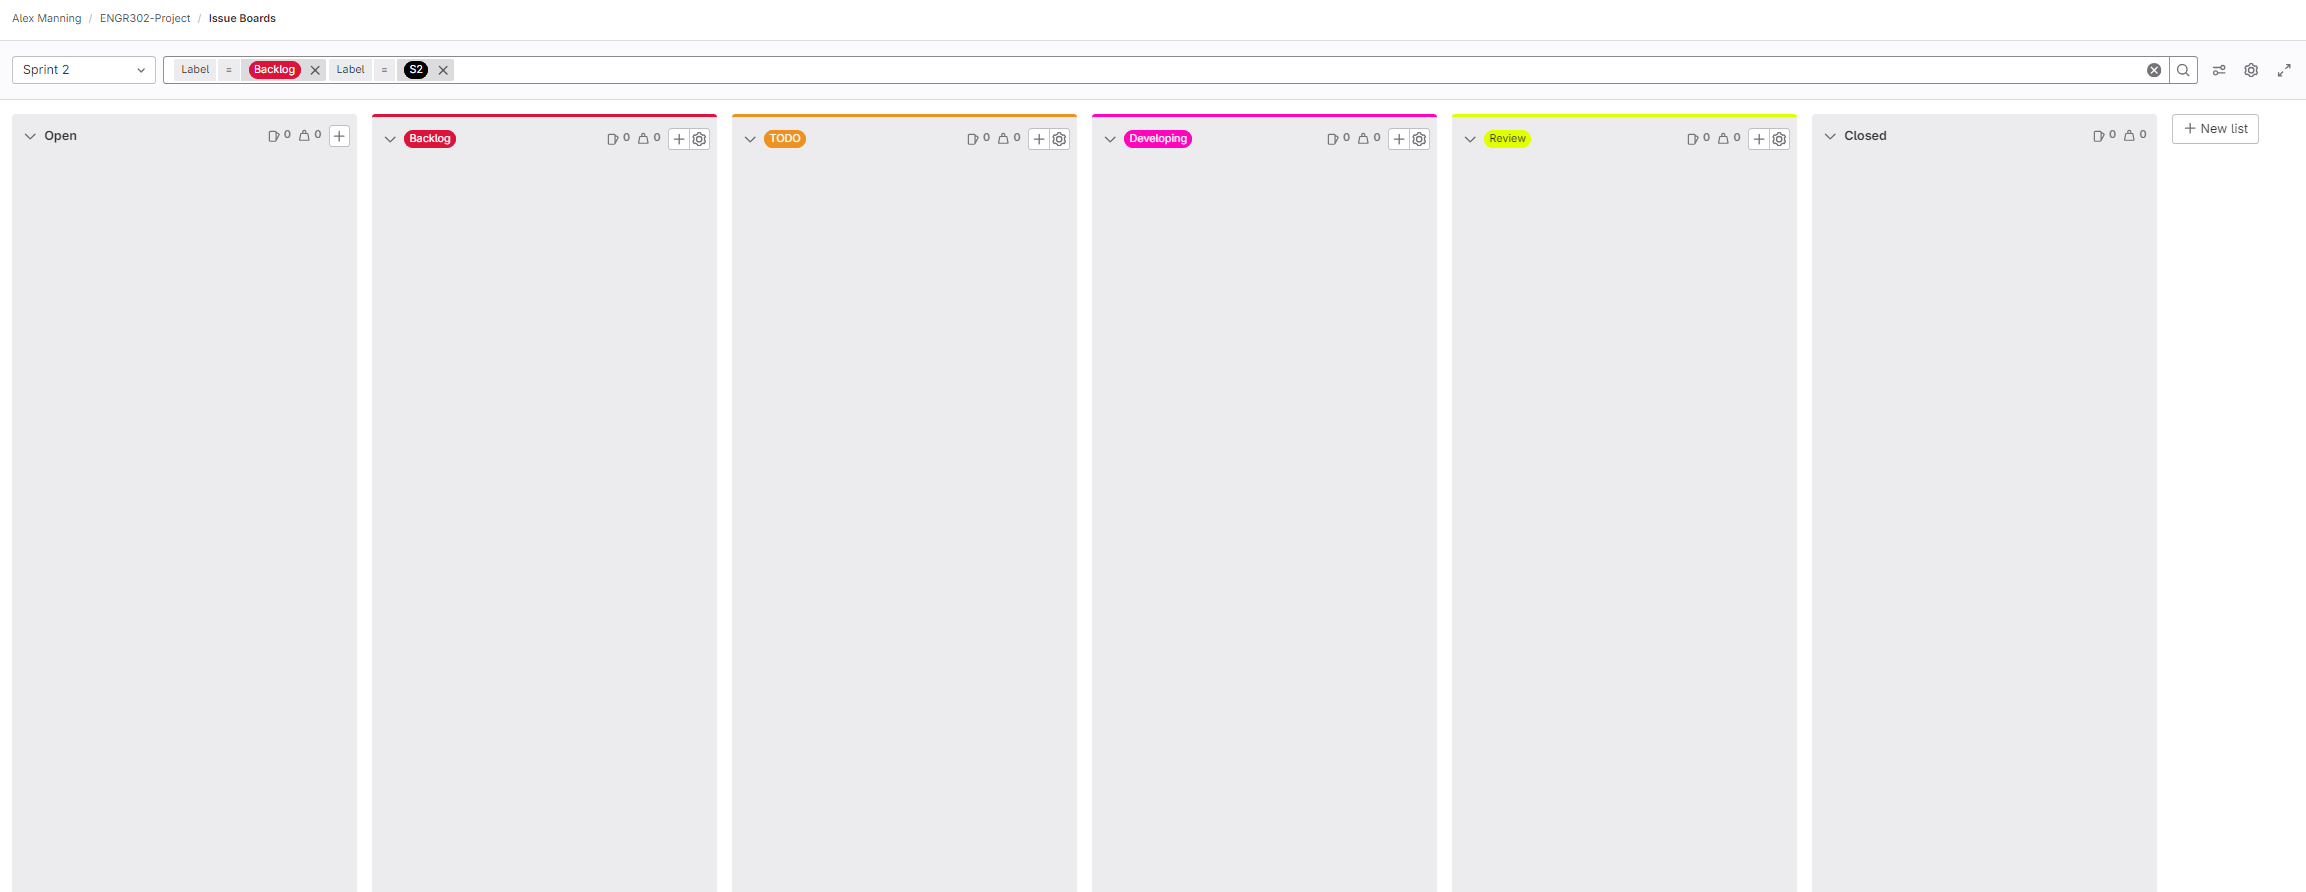 Alex Manning / ENGR302-Project / Issue Boards
Sprint 2 Label = Backlog Label = S2
Open 0 0
Backlog 0 0
TODO 0 0
Developing 0 0
Review 0 0
Closed 0 0
New list